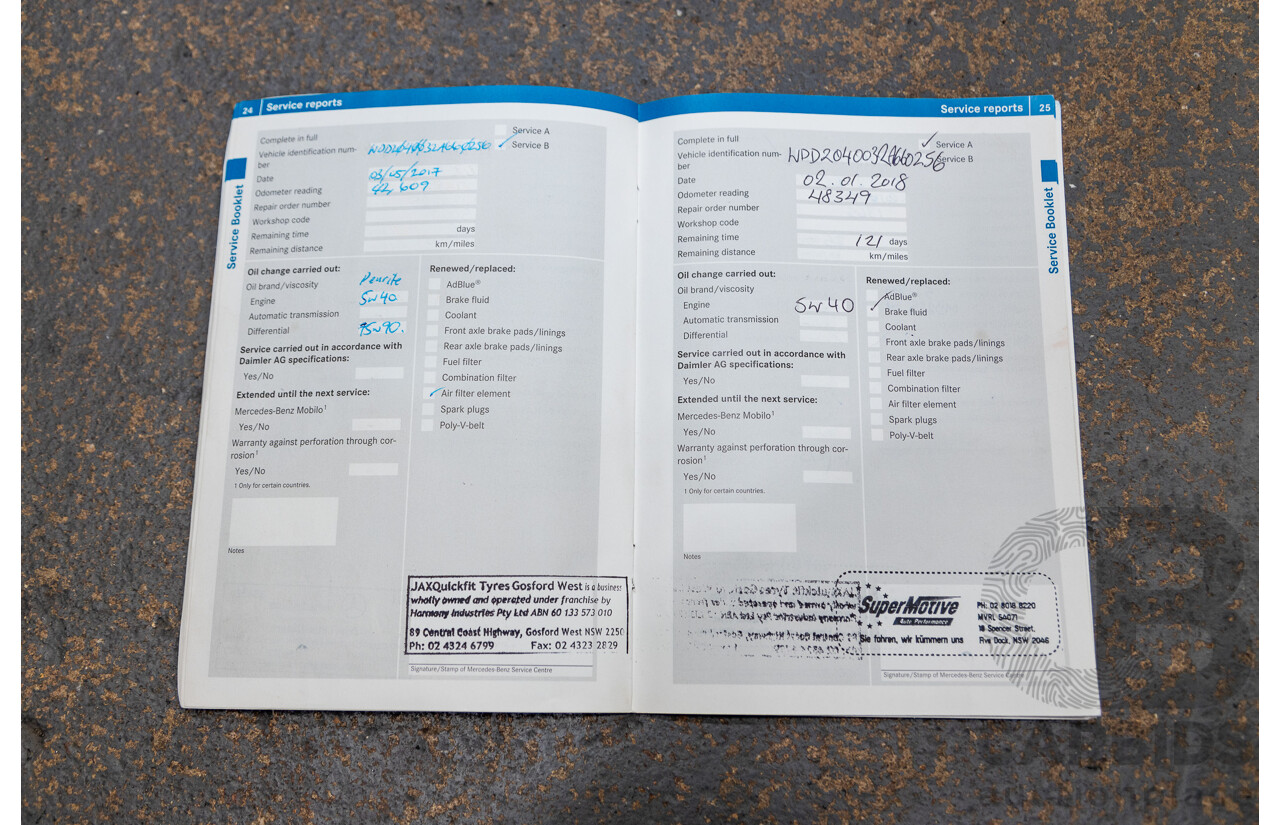 24 Service reports
Complete in full
Service A
Vehicle identification num-
ber
Service B
Date 03/05/2017
Odometer reading 42,609
Repair order number
Workshop code
Remaining time days
Remaining distance km/miles
Oil change carried out:
Oil brand/viscosity Penrite
Engine 5w40
Automatic transmission
Differential 75w90.
Service carried out in accordance with
Daimler AG specifications:
Yes/No
Extended until the next service:
Mercedes-Benz Mobilo¹
Yes/No
Warranty against perforation through cor-
rosion¹
Yes/No
1 Only for certain countries.
Notes
Renewed/replaced:
AdBlue®
Brake fluid
Coolant
Front axle brake pads/linings
Rear axle brake pads/linings
Fuel filter
Combination filter
✓ Air filter element
Spark plugs
Poly-V-belt
JAXQuickfit Tyres Gosford West is a business
wholly owned and operated under franchise by
Harmony Industries Pty Ltd ABN 60 133 573 010
89 Central Coast Highway, Gosford West NSW 2250
Ph: 02 4324 6799 Fax: 02 4323 2829
Signature/Stamp of Mercedes-Benz Service Centre
Service Booklet
Service reports 25
Complete in full
✓ Service A
Vehicle identification num-
ber WDD2040032A660256
Service B
Date 02.01.2018
Odometer reading 48349
Repair order number
Workshop code
Remaining time 121 days
Remaining distance km/miles
Oil change carried out:
Oil brand/viscosity
Engine 5w40
Automatic transmission
Differential
Service carried out in accordance with
Daimler AG specifications:
Yes/No
Extended until the next service:
Mercedes-Benz Mobilo¹
Yes/No
Warranty against perforation through cor-
rosion¹
Yes/No
1 Only for certain countries.
Notes
Renewed/replaced:
AdBlue®
✓ Brake fluid
Coolant
Front axle brake pads/linings
Rear axle brake pads/linings
Fuel filter
Combination filter
Air filter element
Spark plugs
Poly-V-belt
SuperMotive
Auto Performance
Sie fahren, wir kümmern uns
PH: 02 8018 8220
MVRL 54071
18 Spencer Street,
Five Dock, NSW 2046
Signature/Stamp of Mercedes-Benz Service Centre
Service Booklet